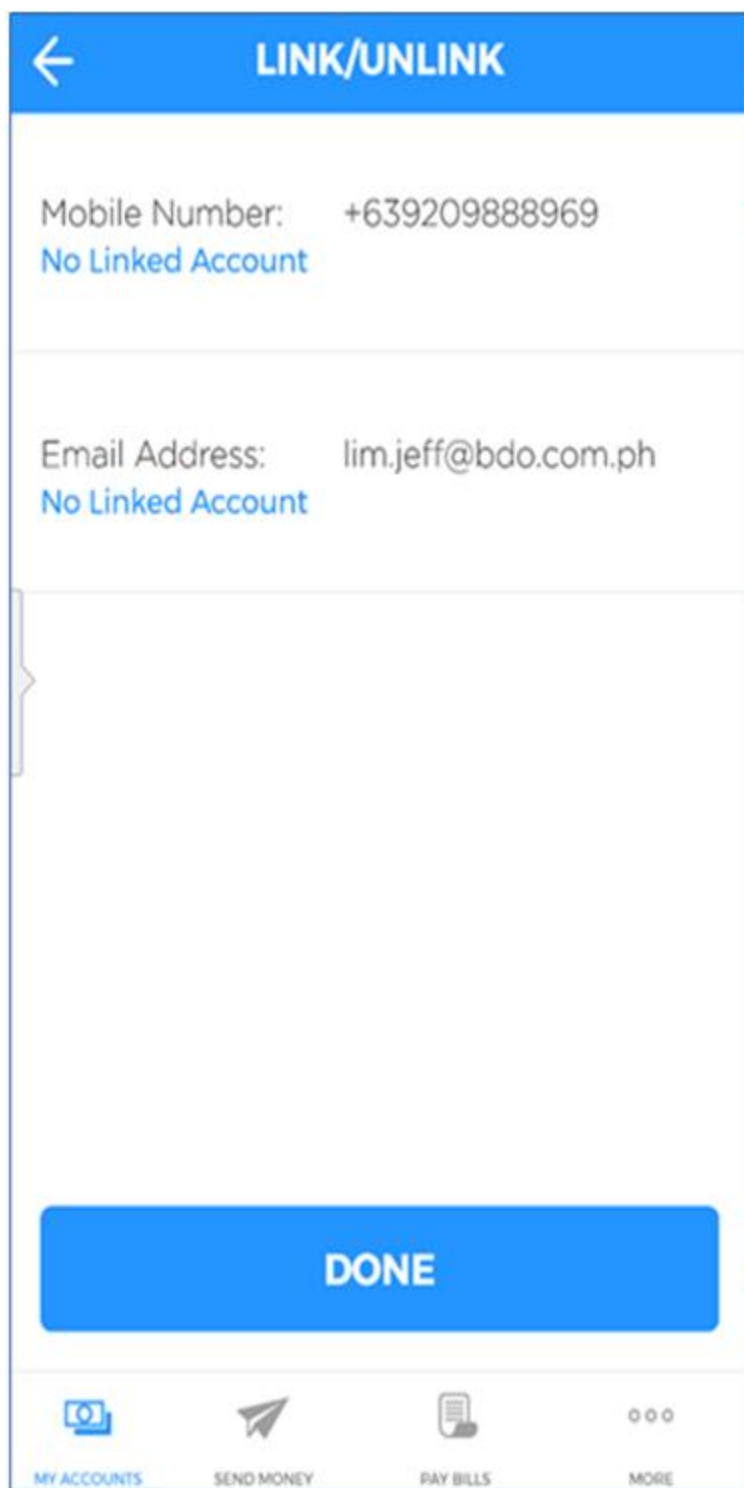 LINK/UNLINK
Mobile Number: +639209888969
No Linked Account
Email Address: lim.jeff@bdo.com.ph
No Linked Account
DONE
MY ACCOUNTS SEND MONEY PAY BILLS MORE